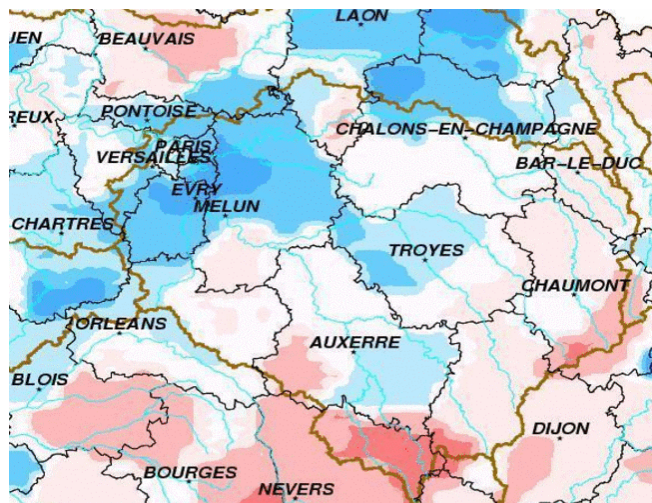 LAON
UEN
BEAUVAIS
REUX
PONTOISE
CHALONS-EN-CHAMPAGNE
PARIS
VERSAILLES
BAR-LE-DUC
EVRY
MELUN
CHARTRES
TROYES
CHAUMONT
ORLEANS
AUXERRE
BLOIS
DIJON
BOURGES
NEVERS